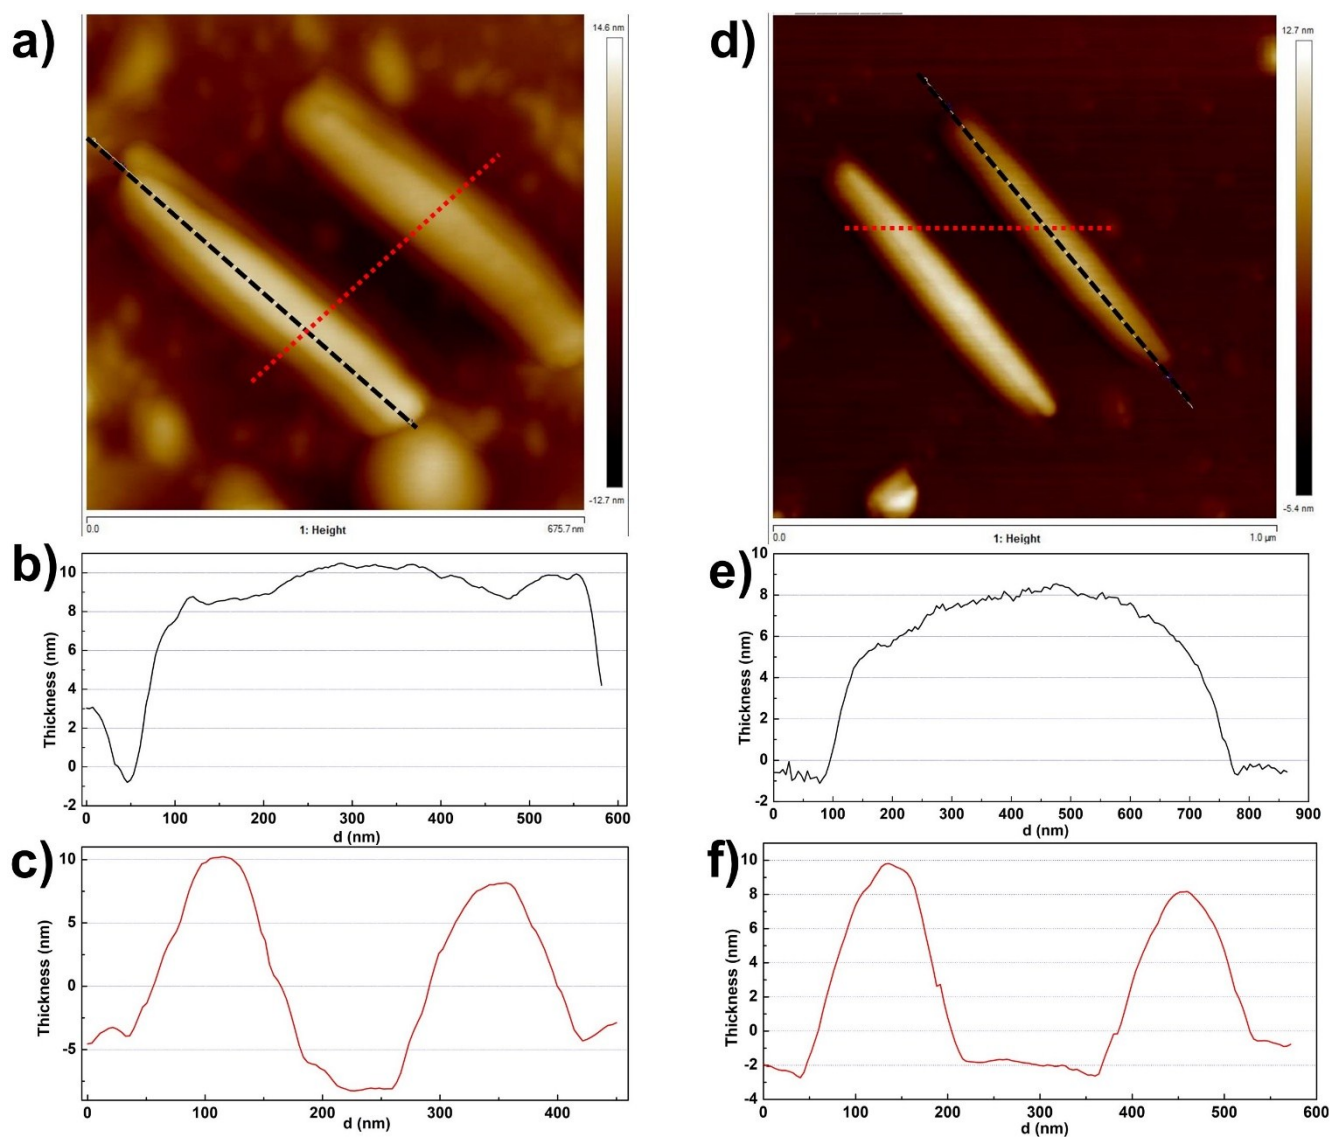 a)
14.6 nm
-12.7 nm
0.0
1: Height
675.7 nm
b)
Thickness (nm)
10
8
6
4
2
0
-2
0 100 200 300 400 500 600
d (nm)
c)
Thickness (nm)
10
5
0
-5
0 100 200 300 400
d (nm)
d)
12.7 nm
-5.4 nm
0.0
1: Height
1.0 µm
e)
Thickness (nm)
10
8
6
4
2
0
-2
0 100 200 300 400 500 600 700 800 900
d (nm)
f)
Thickness (nm)
10
8
6
4
2
0
-2
-4
0 100 200 300 400 500 600
d (nm)